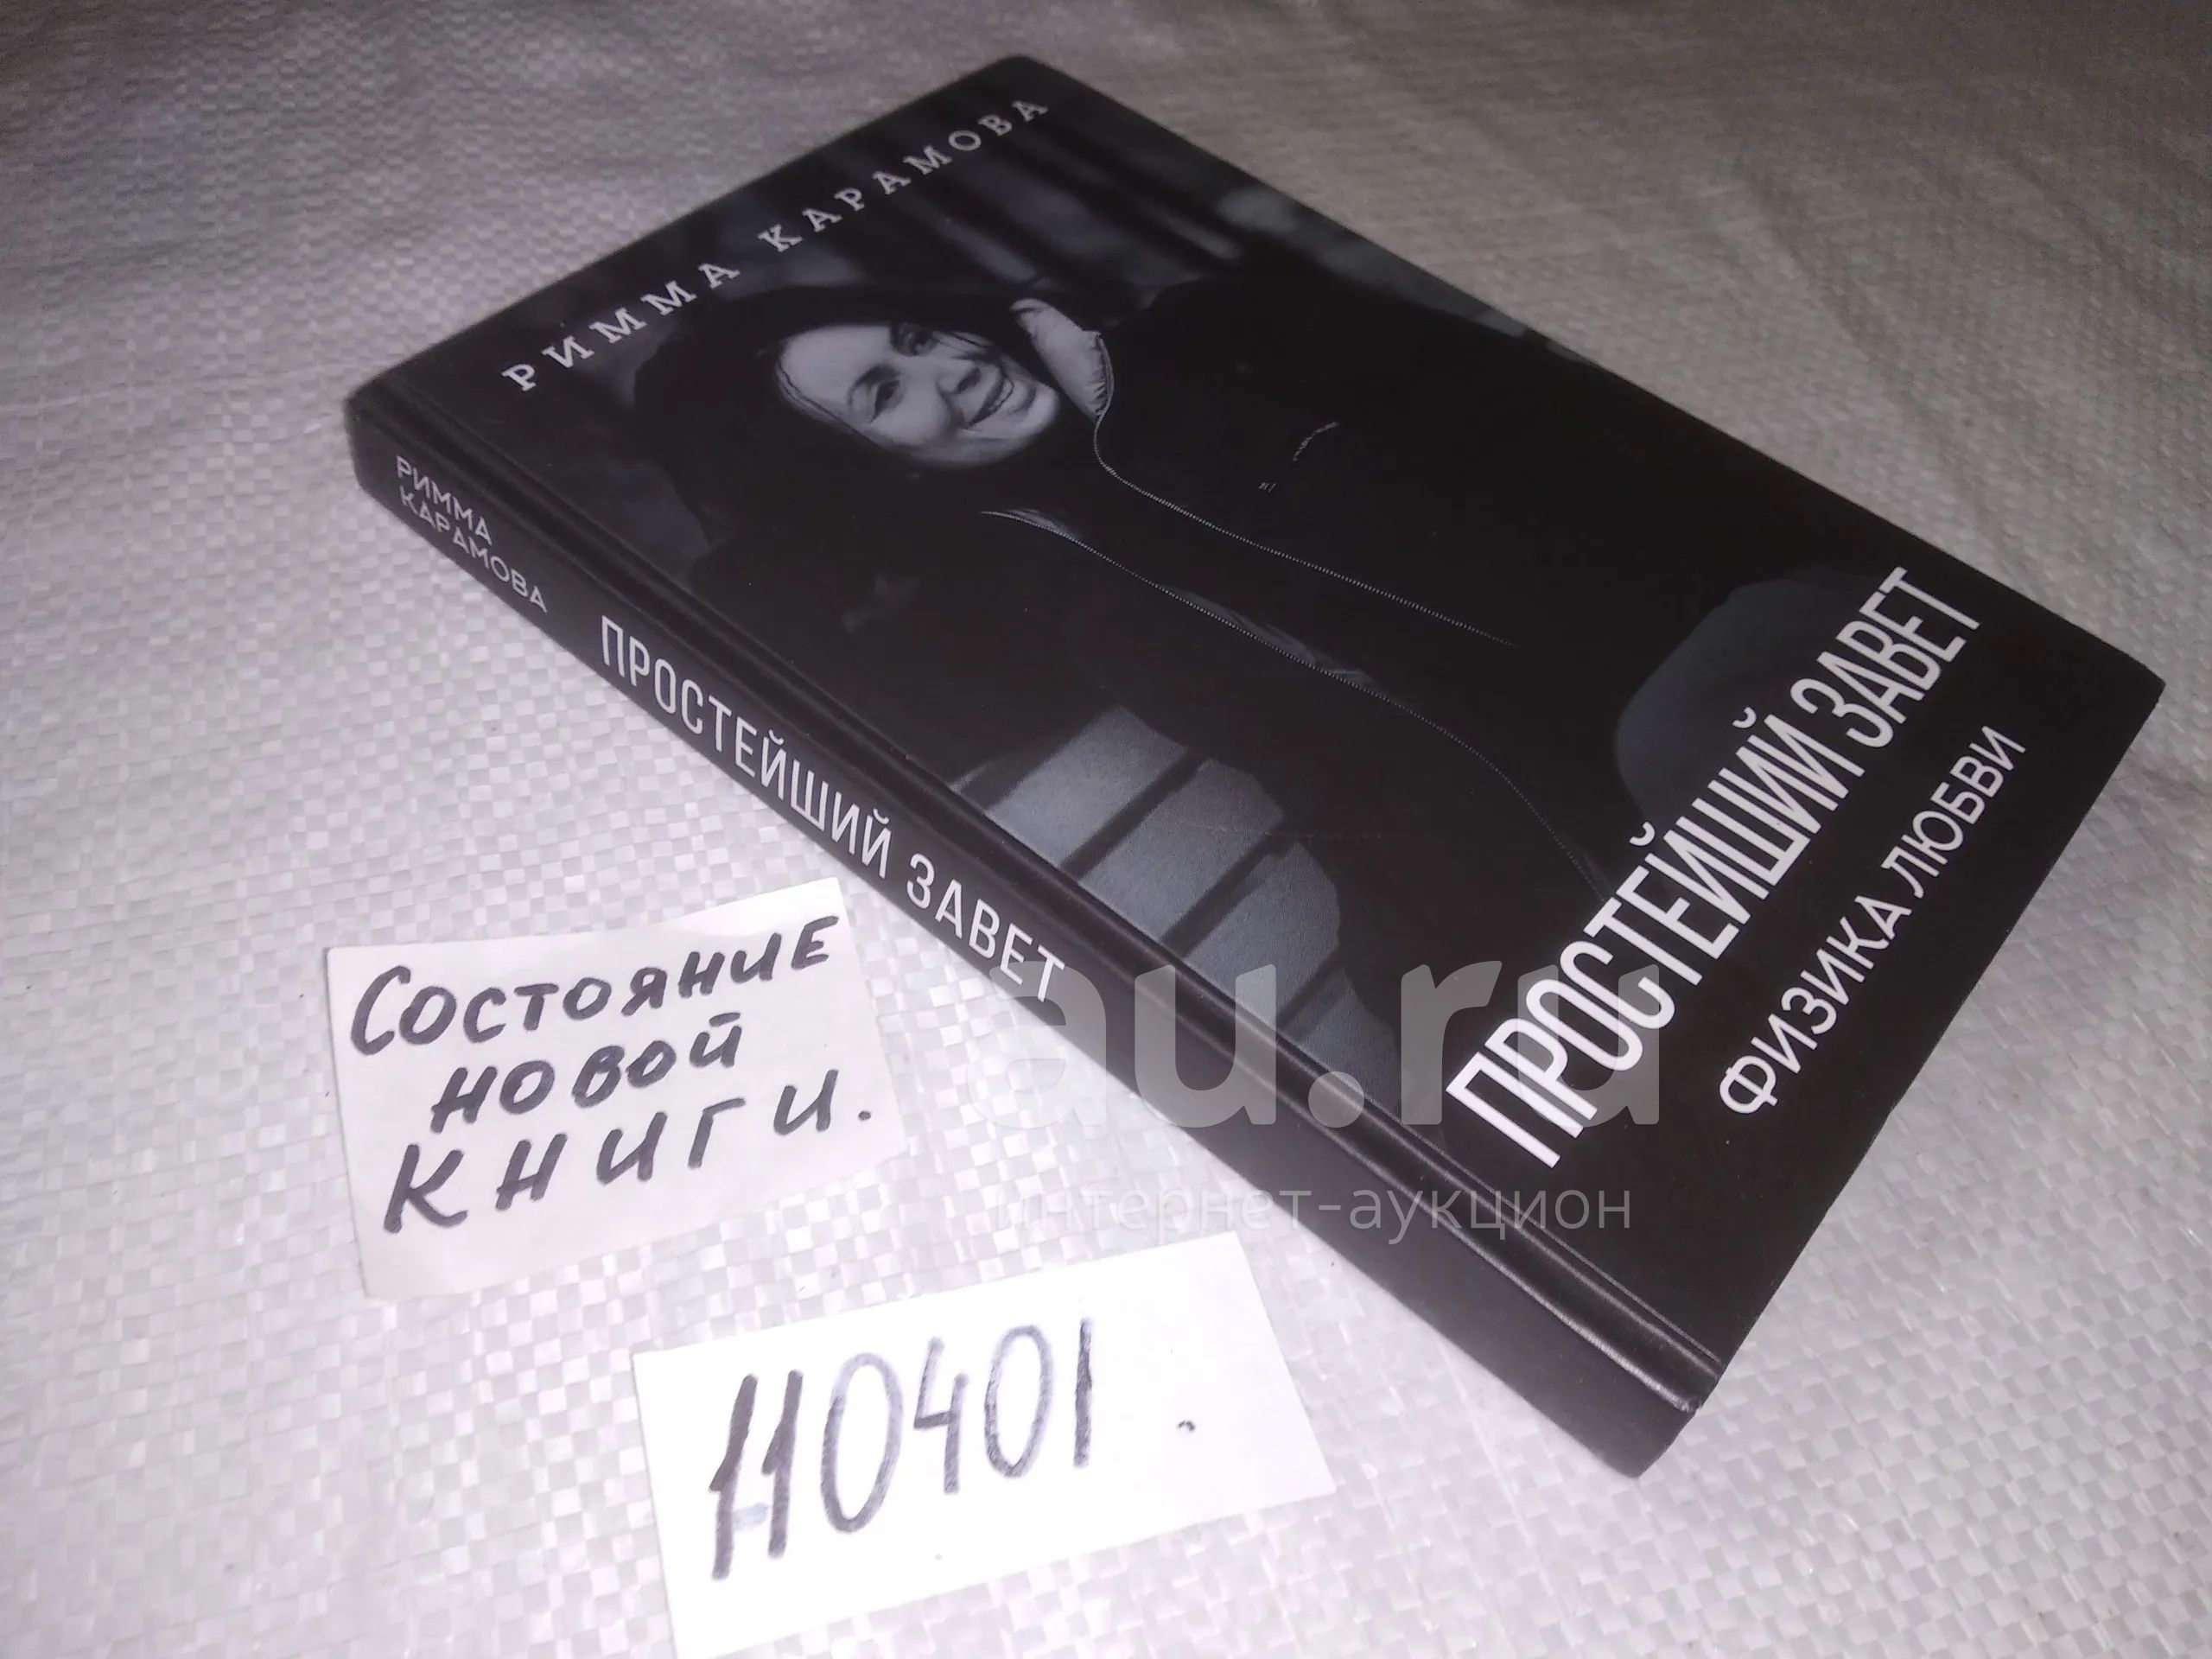 РИММА КАРАМОВА
РИММА
КАРАМОВА
ПРОСТЕЙШИЙ ЗАВЕТ
ПРОСТЕЙШИЙ ЗАВЕТ
ФИЗИКА ЛЮБВИ
au.ru
интернет-аукцион
Состояние
новой
книги.
110401